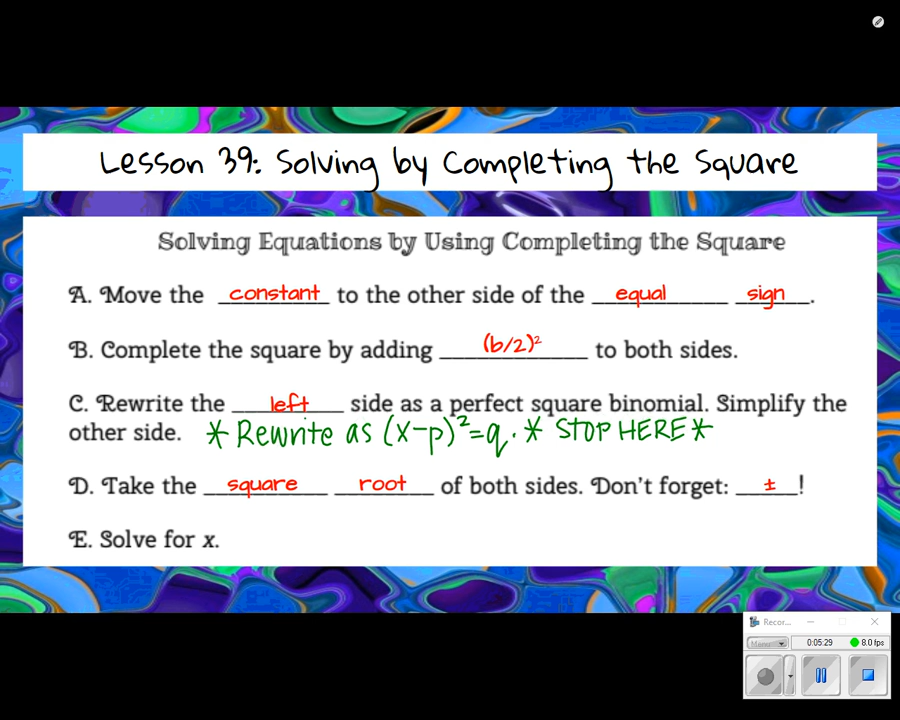 Lesson 39: Solving by Completing the Square
Solving Equations by Using Completing the Square
A. Move the constant to the other side of the equal sign.
B. Complete the square by adding (b/2)² to both sides.
C. Rewrite the left side as a perfect square binomial. Simplify the
other side. * Rewrite as (x-p)²=q. * STOP HERE *
D. Take the square root of both sides. Don't forget: ±!
E. Solve for x.
Recor...
Menu
0:05:29
8.0 fps